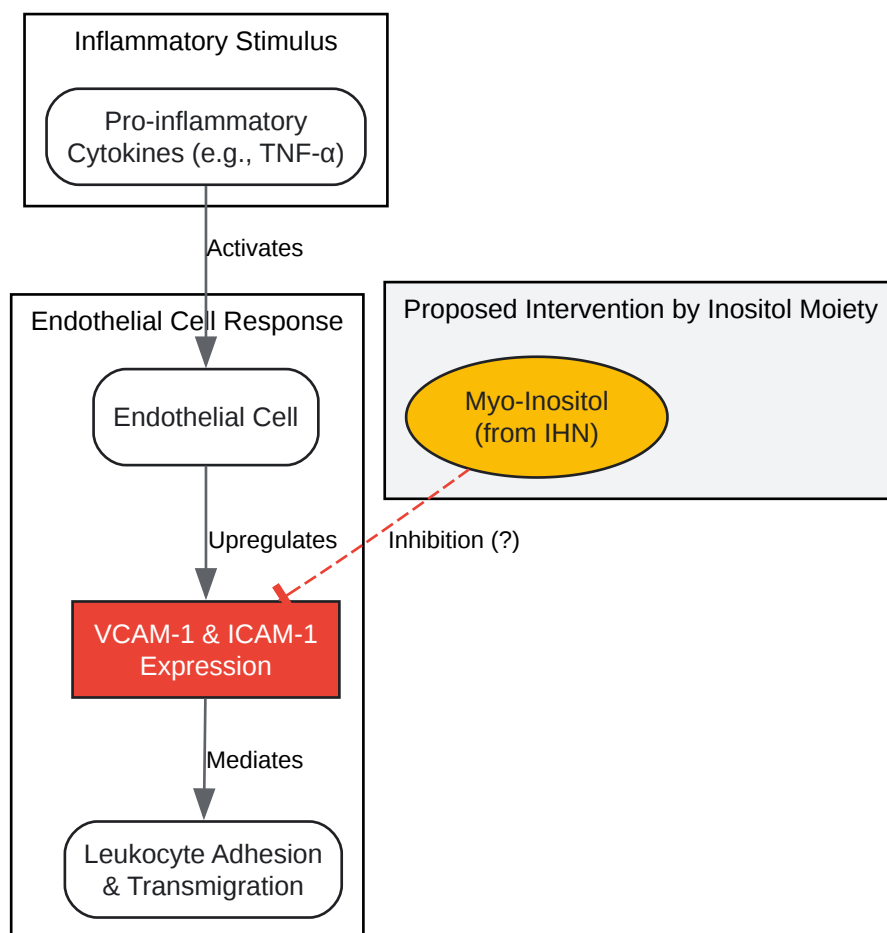 Inflammatory Stimulus
Pro-inflammatory
Cytokines (e.g., TNF-α)
Activates
Endothelial Cell Response
Proposed Intervention by Inositol Moiety
Endothelial Cell
Myo-Inositol
(from IHN)
Upregulates
Inhibition (?)
VCAM-1 & ICAM-1
Expression
Mediates
Leukocyte Adhesion
& Transmigration